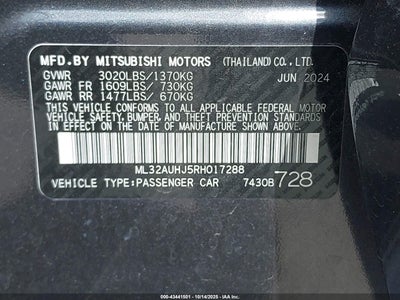 MFD.BY MITSUBISHI MOTORS (THAILAND)CO.,LTD.
GVWR 3020LBS/1370KG JUN 2024
GAWR FR 1609LBS/ 730KG
GAWR RR 1477LBS/ 670KG
THIS VEHICLE CONFORMS TO ALL APPLICABLE FEDERAL MOTOR
VEHICLE SAFETY, BUMPER, AND THEFT PREVENTION STANDARDS
IN EFFECT ON THE DATE OF MANUFACTURE SHOWN ABOVE.
ML32AUHJ5RH017288
VEHICLE TYPE:PASSENGER CAR 7430B 728
000-43441501 - 10/14/2025 - IAAI.COM